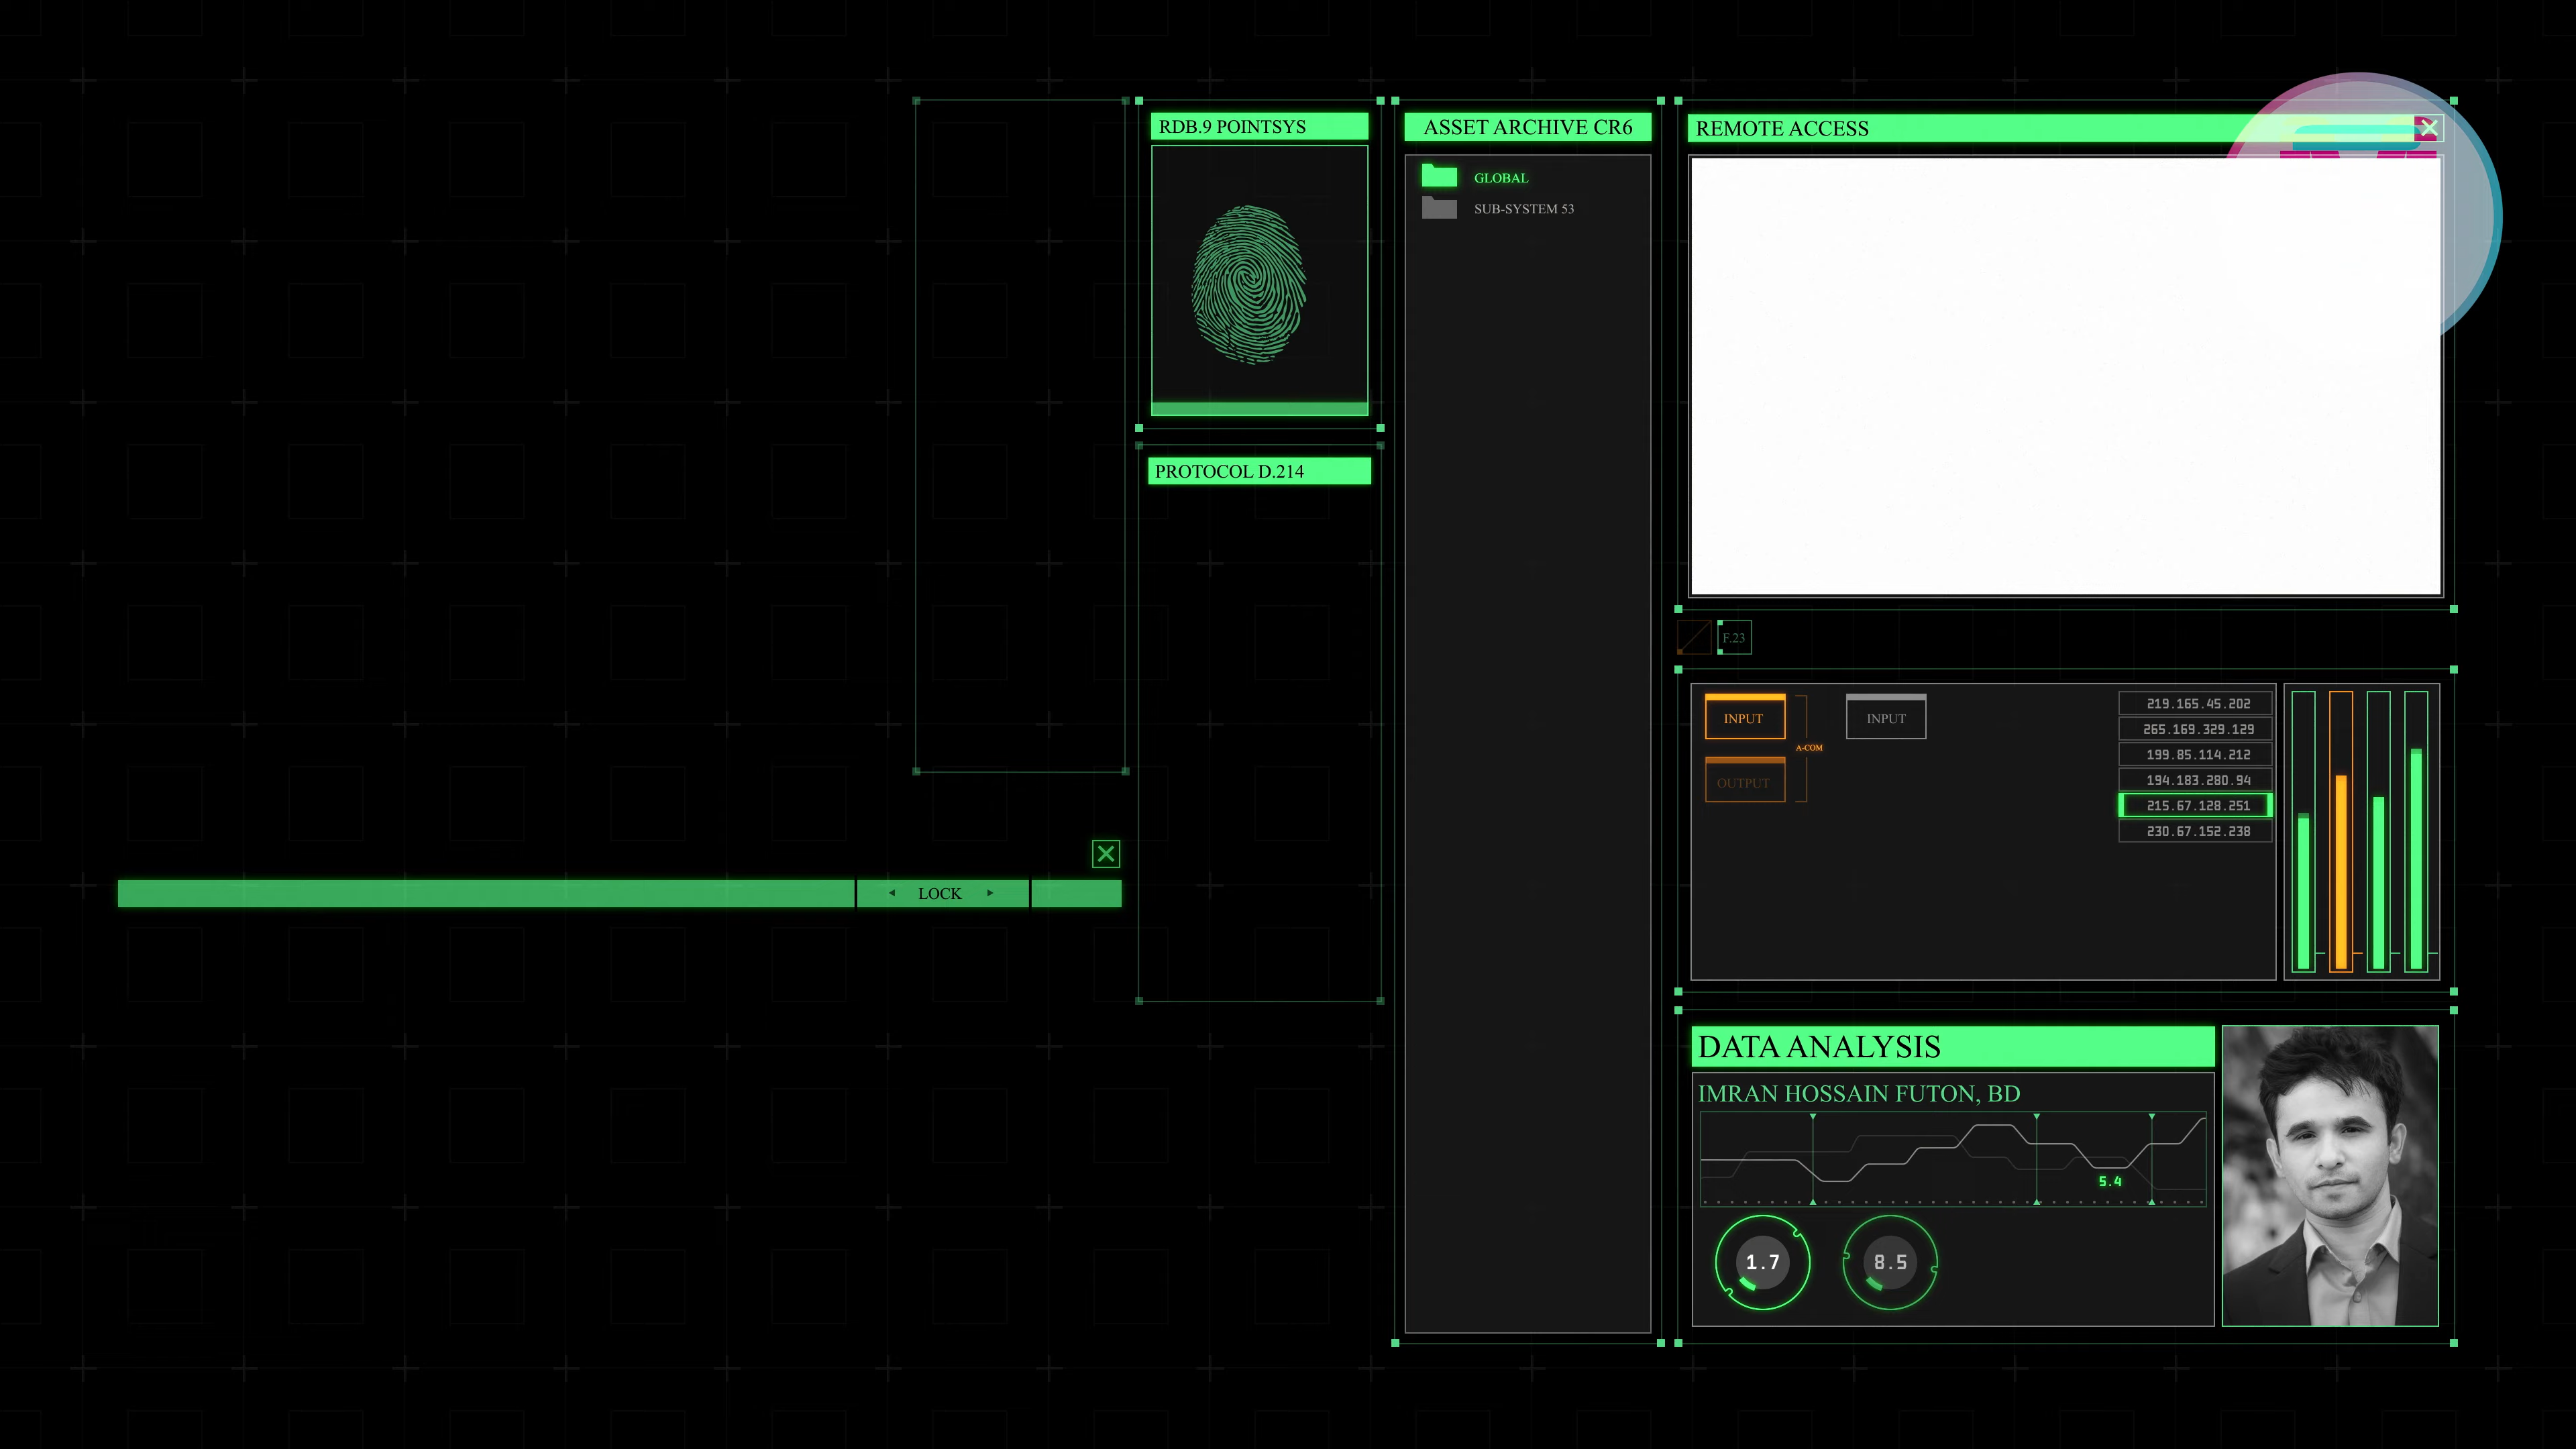 RDB.9 POINTSYS
PROTOCOL D.214
LOCK
ASSET ARCHIVE CR6
GLOBAL
SUB-SYSTEM 53
REMOTE ACCESS
F.23
INPUT
A-COM
OUTPUT
INPUT
219.165.45.202
265.169.329.129
199.85.114.212
194.183.280.94
215.67.128.251
230.67.152.238
DATA ANALYSIS
IMRAN HOSSAIN FUTON, BD
5.4
1.7
8.5